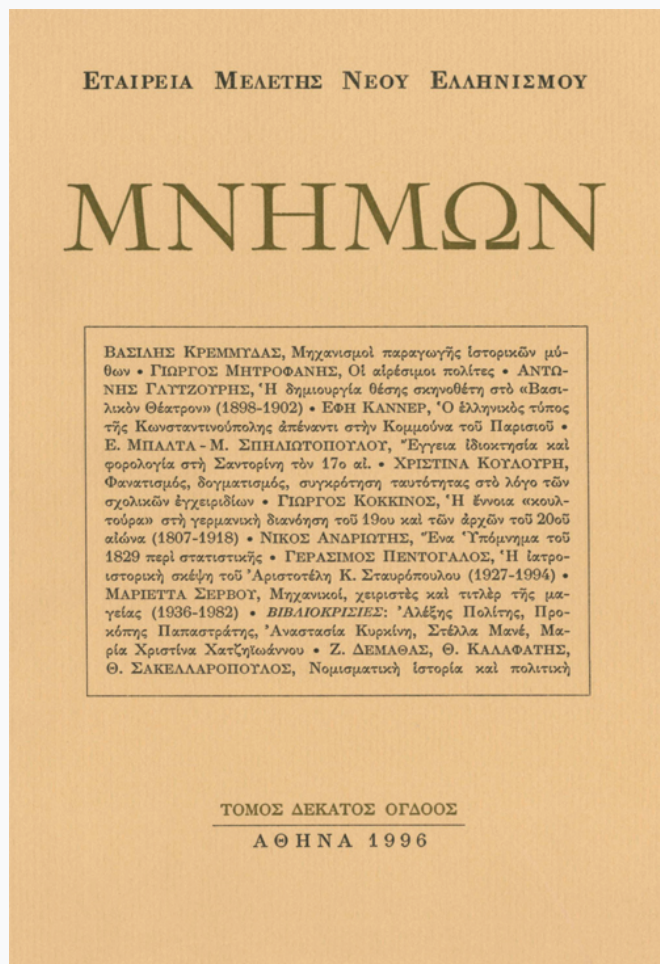 ΕΤΑΙΡΕΙΑ ΜΕΛΕΤΗΣ ΝΕΟΥ ΕΛΛΗΝΙΣΜΟΥ
ΜΝΗΜΩΝ
ΒΑΣΙΛΗΣ ΚΡΕΜΜΥΔΑΣ, Μηχανισμοὶ παραγωγῆς ἱστορικῶν μύ-
θων • ΓΙΩΡΓΟΣ ΜΗΤΡΟΦΑΝΗΣ, Οἱ αἱρέσιμοι πολίτες • ΑΝΤΩ-
ΝΗΣ ΓΛΥΤΖΟΥΡΗΣ, Ἡ δημιουργία θέσης σκηνοθέτη στὸ «Βασι-
λικὸν Θέατρον» (1898-1902) • ΕΦΗ ΚΑΝΝΕΡ, Ὁ ἑλληνικὸς τύπος
τῆς Κωνσταντινούπολης ἀπέναντι στὴν Κομμούνα τοῦ Παρισιοῦ •
Ε. ΜΠΑΛΤΑ - Μ. ΣΠΗΛΙΩΤΟΠΟΥΛΟΥ, Ἔγγεια ἰδιοκτησία καὶ
φορολογία στὴ Σαντορίνη τὸν 17ο αἰ. • ΧΡΙΣΤΙΝΑ ΚΟΥΛΟΥΡΗ,
Φανατισμός, δογματισμός, συγκρότηση ταυτότητας στὸ λόγο τῶν
σχολικῶν ἐγχειριδίων • ΓΙΩΡΓΟΣ ΚΟΚΚΙΝΟΣ, Ἡ ἔννοια «κουλ-
τούρα» στὴ γερμανικὴ διανόηση τοῦ 19ου καὶ τῶν ἀρχῶν τοῦ 20οῦ
αἰώνα (1807-1918) • ΝΙΚΟΣ ΑΝΔΡΙΩΤΗΣ, Ἕνα Ὑπόμνημα τοῦ
1829 περὶ στατιστικῆς • ΓΕΡΑΣΙΜΟΣ ΠΕΝΤΟΓΑΛΟΣ, Ἡ ἰατρο-
ιστορικὴ σκέψη τοῦ Ἀριστοτέλη Κ. Σταυρόπουλου (1927-1994) •
ΜΑΡΙΕΤΤΑ ΣΕΡΒΟΥ, Μηχανικοί, χειριστὲς καὶ τιτλὲρ τῆς μα-
γείας (1936-1982) • ΒΙΒΛΙΟΚΡΙΣΙΕΣ: Ἀλέξης Πολίτης, Προ-
κόπης Παπαστράτης, Ἀναστασία Κυρκίνη, Στέλλα Μανέ, Μα-
ρία Χριστίνα Χατζηϊωάννου • Ζ. ΔΕΜΑΘΑΣ, Θ. ΚΑΛΑΦΑΤΗΣ,
Θ. ΣΑΚΕΛΛΑΡΟΠΟΥΛΟΣ, Νομισματικὴ ἱστορία καὶ πολιτικὴ
ΤΟΜΟΣ ΔΕΚΑΤΟΣ ΟΓΔΟΟΣ
ΑΘΗΝΑ 1996